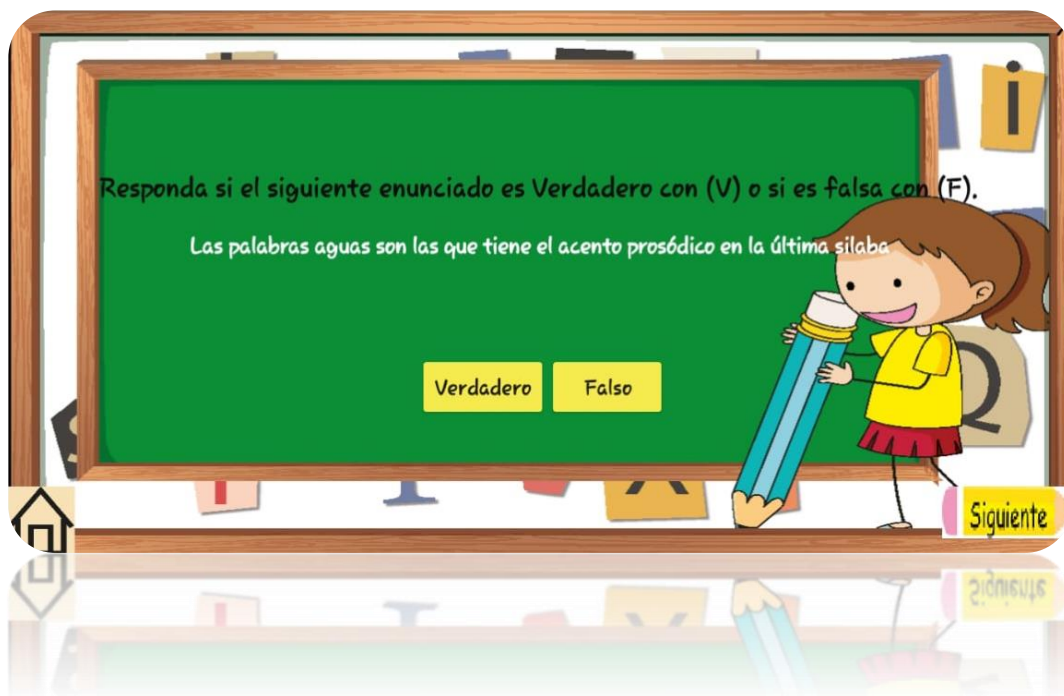 Responda si el siguiente enunciado es Verdadero con (V) o si es falsa con (F).
Las palabras aguas son las que tiene el acento prosódico en la última silaba
Verdadero
Falso
Siguiente